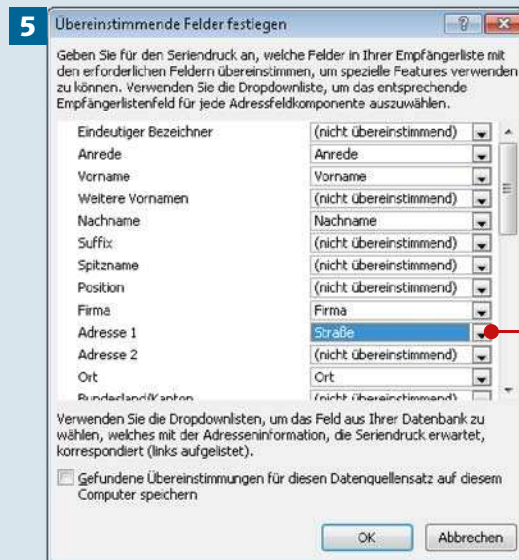 5
Übereinstimmende Felder festlegen
Geben Sie für den Seriendruck an, welche Felder in Ihrer Empfängerliste mit
den erforderlichen Feldern übereinstimmen, um spezielle Features verwenden
zu können. Verwenden Sie die Dropdownliste, um das entsprechende
Empfängerlistenfeld für jede Adressfeldkomponente auszuwählen.
Eindeutiger Bezeichner (nicht übereinstimmend)
Anrede Anrede
Vorname Vorname
Weitere Vornamen (nicht übereinstimmend)
Nachname Nachname
Suffix (nicht übereinstimmend)
Spitzname (nicht übereinstimmend)
Position (nicht übereinstimmend)
Firma Firma
Adresse 1 Straße
Adresse 2 (nicht übereinstimmend)
Ort Ort
Bundesland/Kanton (nicht übereinstimmend)
Verwenden Sie die Dropdownlisten, um das Feld aus Ihrer Datenbank zu
wählen, welches mit der Adresseninformation, die Seriendruck erwartet,
korrespondiert (links aufgelistet).
Gefundene Übereinstimmungen für diesen Datenquellensatz auf diesem
Computer speichern
OK Abbrechen